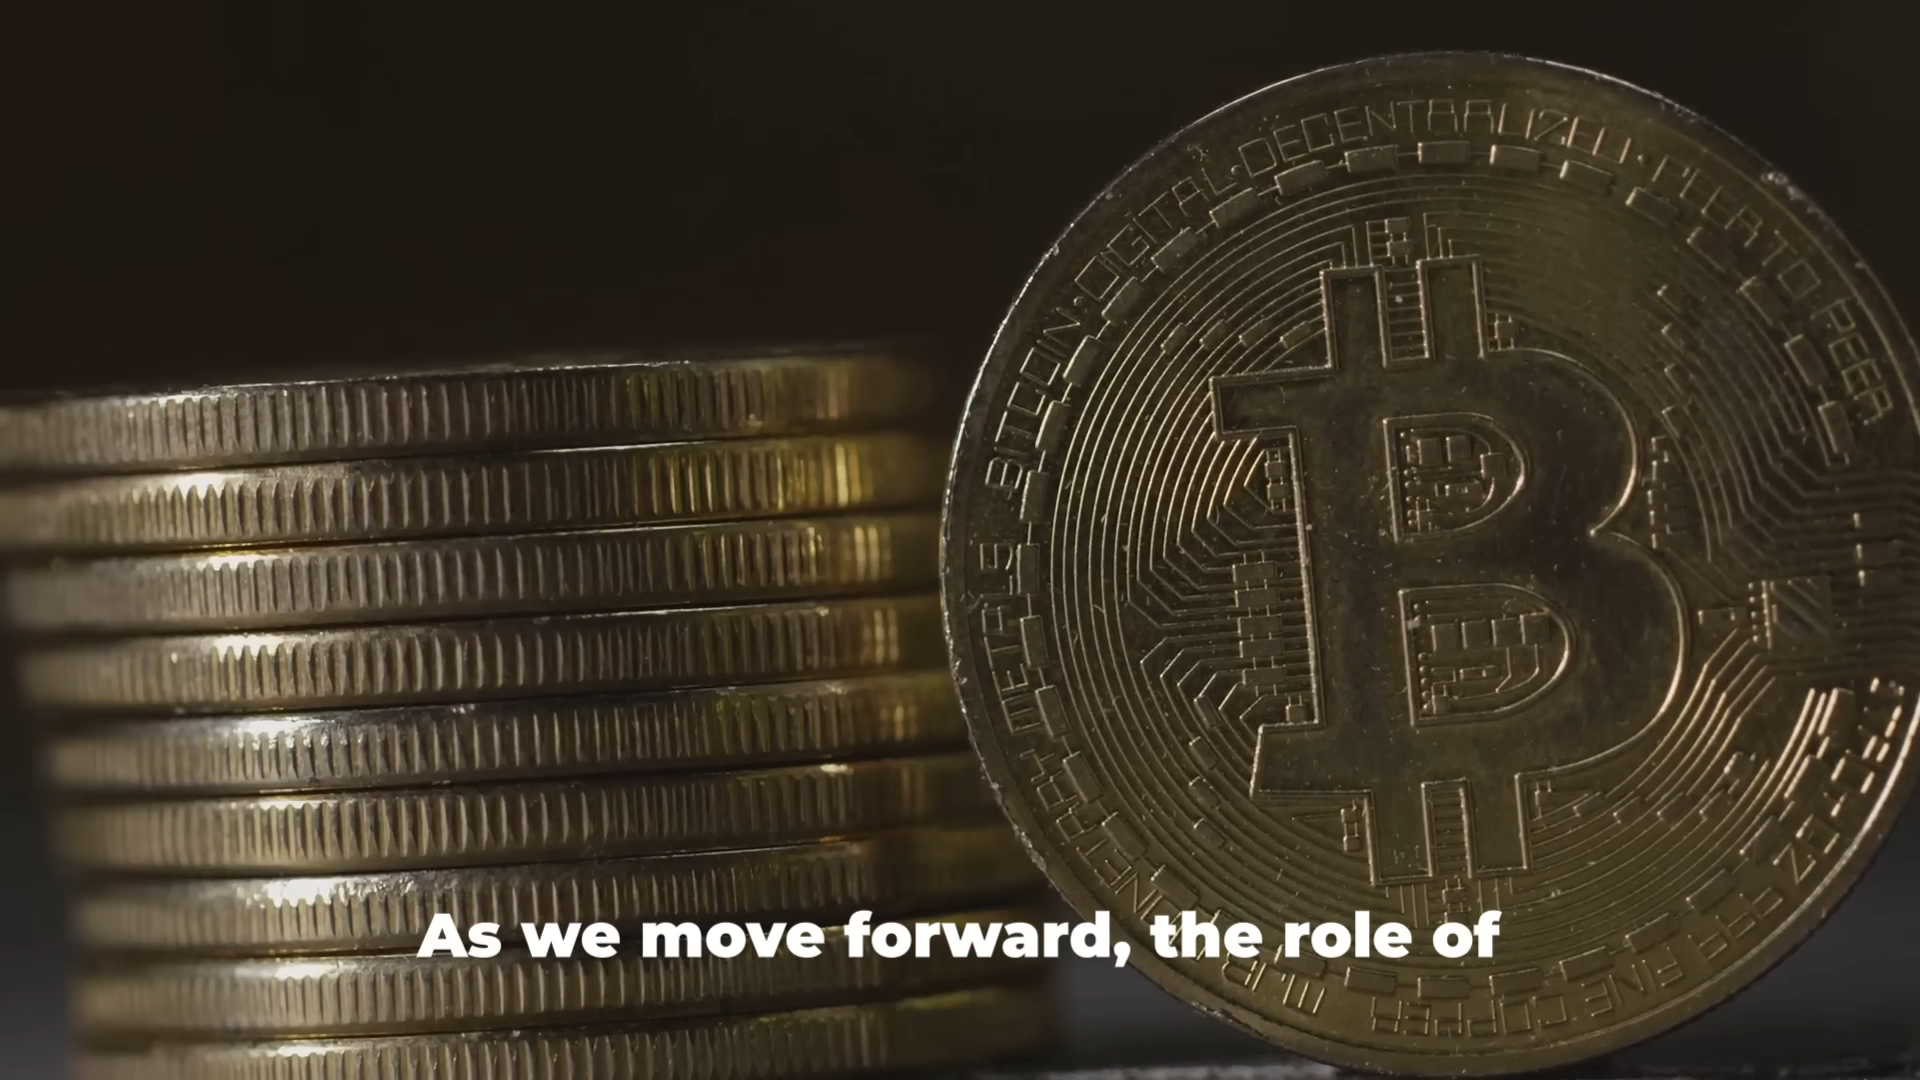 BITCOIN · DIGITAL · DECENTRALIZED · PEER TO PEER
As we move forward, the role of